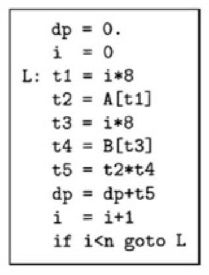 dp = 0.
i = 0
L: t1 = i*8
t2 = A[t1]
t3 = i*8
t4 = B[t3]
t5 = t2*t4
dp = dp+t5
i = i+1
if i<n goto L